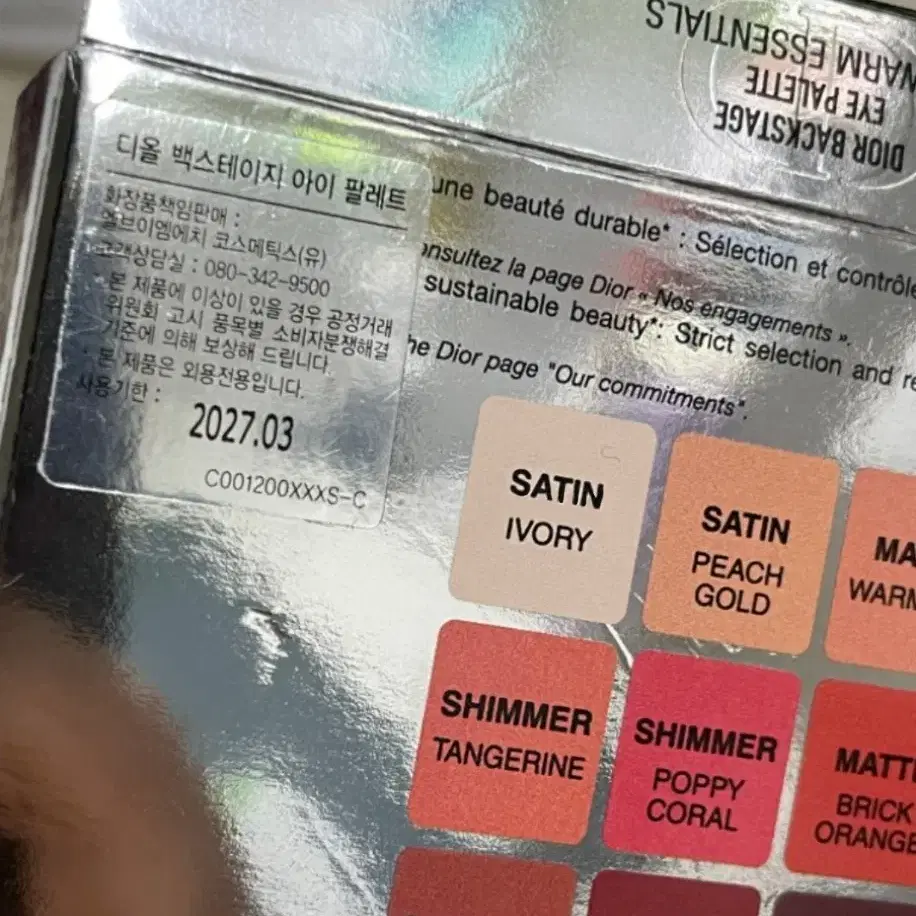 DIOR BACKSTAGE
EYE PALETTE
WARM ESSENTIALS
디올 백스테이지 아이 팔레트
화장품책임판매 :
엘브이엠에치 코스메틱스(유)
고객상담실 : 080-342-9500
· 본 제품에 이상이 있을 경우 공정거래
위원회 고시 품목별 소비자분쟁해결
기준에 의해 보상해 드립니다.
· 본 제품은 외용전용입니다.
사용기한 :
2027.03
C001200XXXS-C
une beauté durable* : Sélection et contrôle
onsultez la page Dior « Nos engagements ».
sustainable beauty*: Strict selection and re
he Dior page "Our commitments".
SATIN
IVORY
SATIN
PEACH
GOLD
MA
WARM
SHIMMER
TANGERINE
SHIMMER
POPPY
CORAL
MATT
BRICK
ORANGE